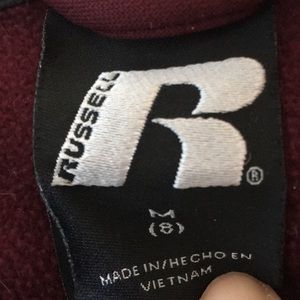 RUSSELL
R®
M
(8)
MADE IN/HECHO EN
VIETNAM